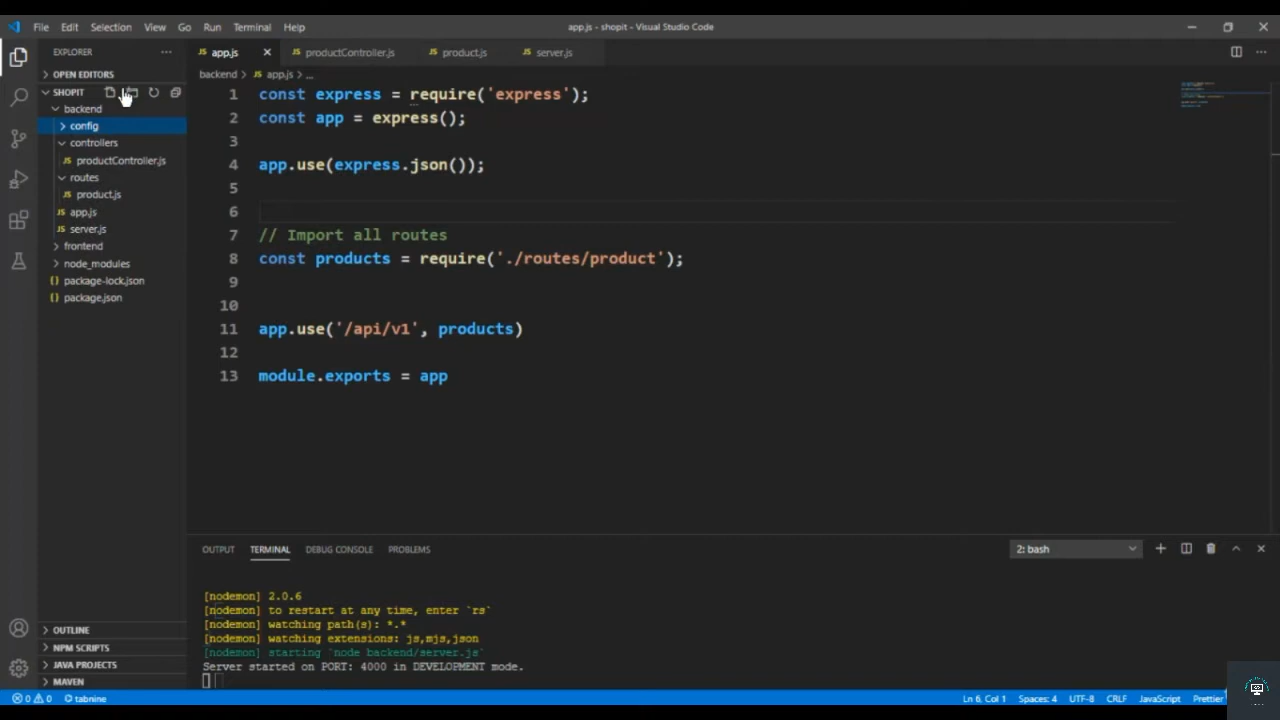 File Edit Selection View Go Run Terminal Help
app.js - shopit - Visual Studio Code
EXPLORER
OPEN EDITORS
SHOPIT
backend
config
controllers
JS productController.js
routes
JS product.js
JS app.js
JS server.js
frontend
node_modules
{} package-lock.json
{} package.json
OUTLINE
NPM SCRIPTS
JAVA PROJECTS
MAVEN
JS app.js JS productController.js JS product.js JS server.js
backend > JS app.js > ...
1 const express = require('express');
2 const app = express();
3
4 app.use(express.json());
5
6
7 // Import all routes
8 const products = require('./routes/product');
9
10
11 app.use('/api/v1', products)
12
13 module.exports = app
OUTPUT TERMINAL DEBUG CONSOLE PROBLEMS
2: bash
[nodemon] 2.0.6
[nodemon] to restart at any time, enter `rs`
[nodemon] watching path(s): *.*
[nodemon] watching extensions: js,mjs,json
[nodemon] starting `node backend/server.js`
Server started on PORT: 4000 in DEVELOPMENT mode.
0 0 tabnine
Ln 6, Col 1 Spaces: 4 UTF-8 CRLF JavaScript Prettier